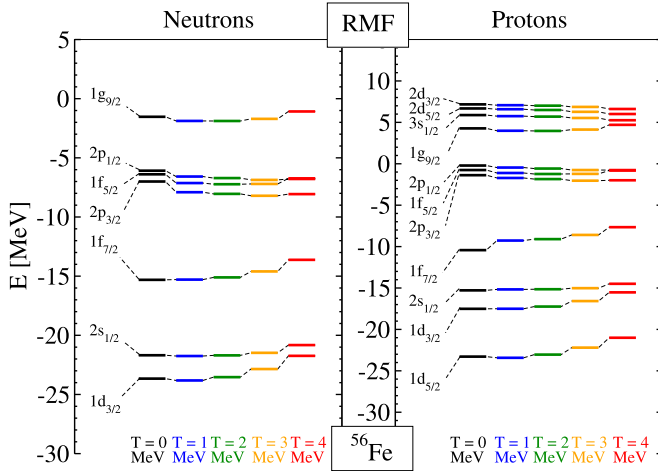 Neutrons
RMF
Protons
E [MeV]
5
0
-5
-10
-15
-20
-25
-30
1g9/2
2p1/2
1f5/2
2p3/2
1f7/2
2s1/2
1d3/2
T = 0 T = 1 T = 2 T = 3 T = 4
MeV MeV MeV MeV MeV
56Fe
10
5
0
-5
-10
-15
-20
-25
-30
2d3/2
2d5/2
3s1/2
1g9/2
2p1/2
1f5/2
2p3/2
1f7/2
2s1/2
1d3/2
1d5/2
T = 0 T = 1 T = 2 T = 3 T = 4
MeV MeV MeV MeV MeV